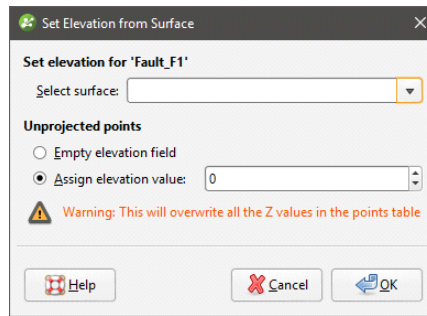 Set Elevation from Surface
Set elevation for 'Fault_F1'
Select surface:
Unprojected points
Empty elevation field
Assign elevation value: 0
Warning: This will overwrite all the Z values in the points table
Help Cancel OK